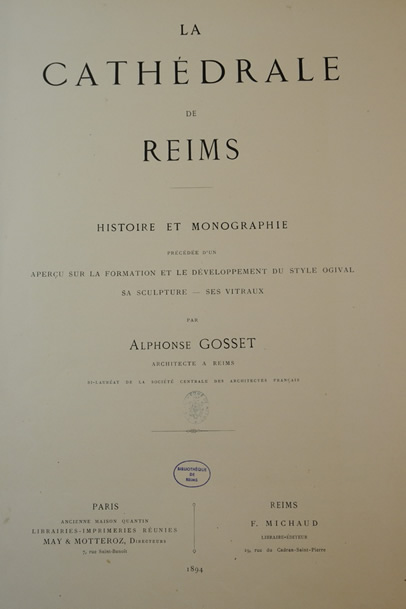 LA
CATHÉDRALE
DE
REIMS
HISTOIRE ET MONOGRAPHIE
PRÉCÉDÉE D'UN
APERÇU SUR LA FORMATION ET LE DÉVELOPPEMENT DU STYLE OGIVAL
SA SCULPTURE — SES VITRAUX
PAR
ALPHONSE GOSSET
ARCHITECTE A REIMS
BI-LAURÉAT DE LA SOCIÉTÉ CENTRALE DES ARCHITECTES FRANÇAIS
BIBLIOTHÈQUE
DE
REIMS
PARIS
ANCIENNE MAISON QUANTIN
LIBRAIRIES-IMPRIMERIES RÉUNIES
MAY & MOTTEROZ, DIRECTEURS
7, rue Saint-Benoît
REIMS
F. MICHAUD
LIBRAIRE-ÉDITEUR
19, rue du Cadran-Saint-Pierre
1894